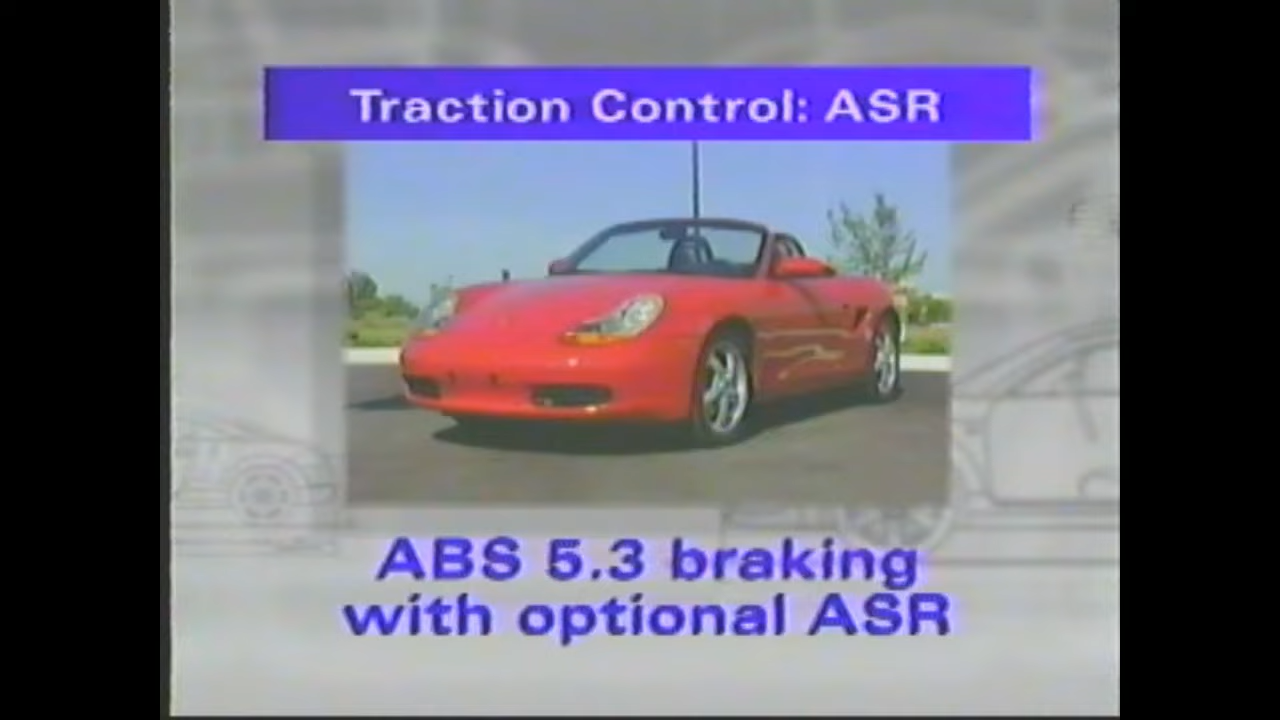 Traction Control: ASR
ABS 5.3 braking
with optional ASR